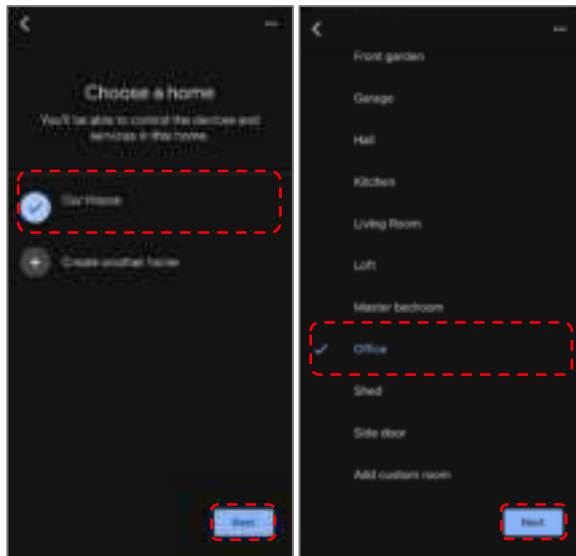 Choose a home
You'll be able to control the devices and
services in this home.
Our House
Create another home
Next
Front garden
Garage
Hall
Kitchen
Living Room
Loft
Master bedroom
Office
Shed
Side door
Add custom room
Next